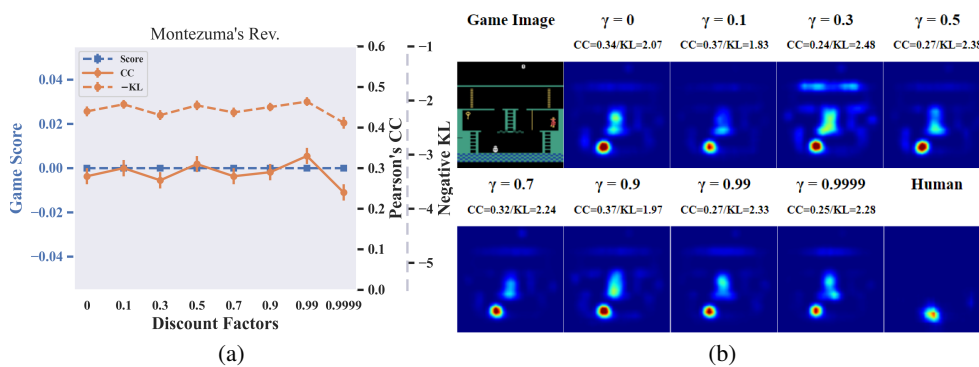 Montezuma's Rev.
Score
CC
−KL
Game Score
0.04
0.02
0.00
−0.02
−0.04
0 0.1 0.3 0.5 0.7 0.9 0.99 0.9999
Discount Factors
0.6
0.5
0.4
0.3
0.2
0.1
0.0
Pearson's CC
−1
−2
−3
−4
−5
Negative KL
(a)
Game Image γ = 0 γ = 0.1 γ = 0.3 γ = 0.5
CC=0.34/KL=2.07 CC=0.37/KL=1.83 CC=0.24/KL=2.48 CC=0.27/KL=2.38
γ = 0.7 γ = 0.9 γ = 0.99 γ = 0.9999 Human
CC=0.32/KL=2.24 CC=0.37/KL=1.97 CC=0.27/KL=2.33 CC=0.25/KL=2.28
(b)